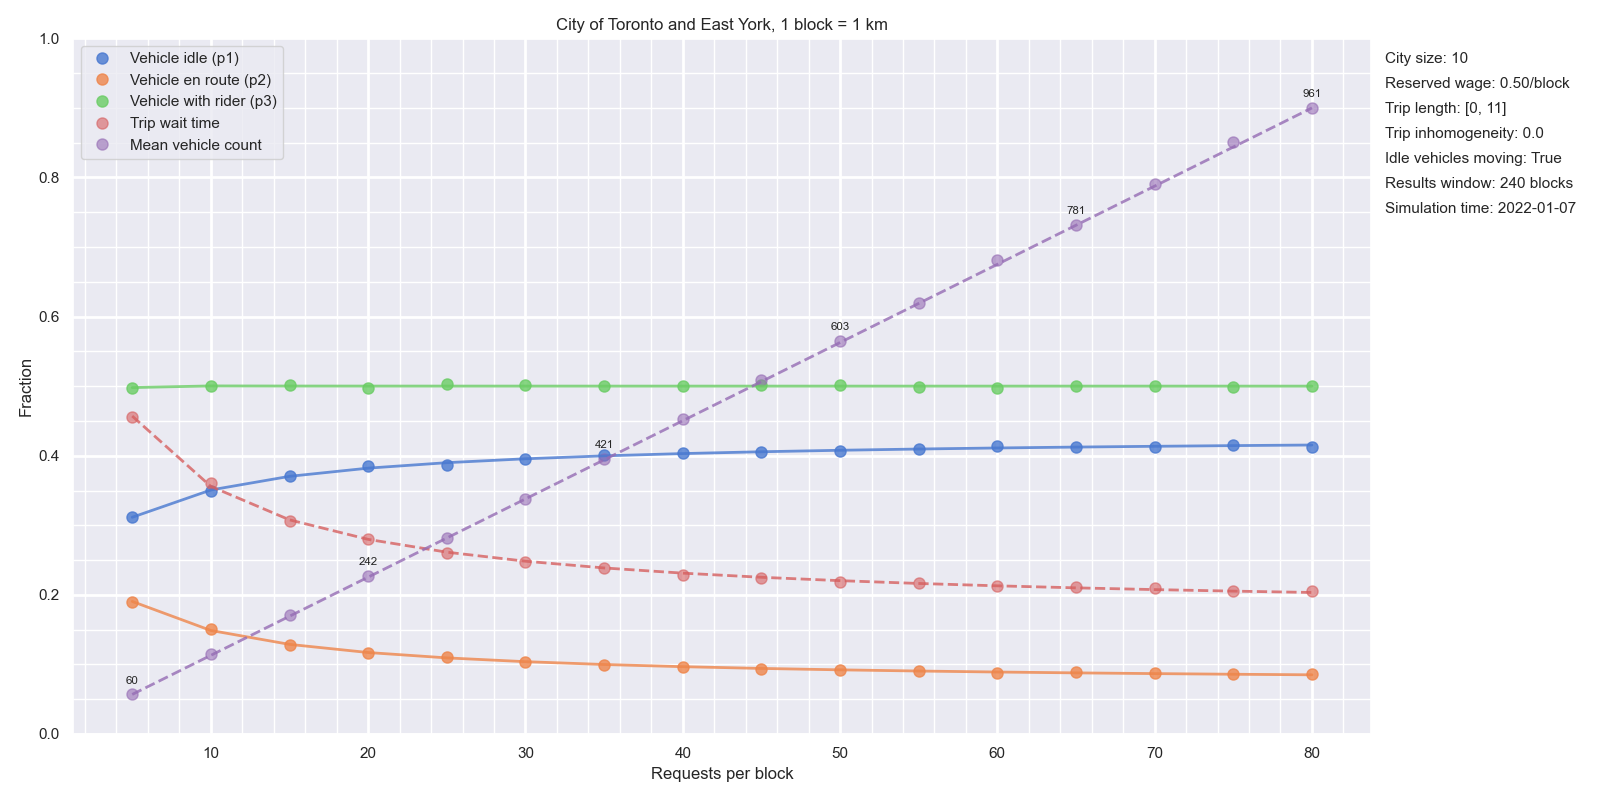 City of Toronto and East York, 1 block = 1 km
1.0
0.8
0.6
0.4
0.2
0.0
Fraction
Vehicle idle (p1)
Vehicle en route (p2)
Vehicle with rider (p3)
Trip wait time
Mean vehicle count
60
242
421
603
781
961
City size: 10
Reserved wage: 0.50/block
Trip length: [0, 11]
Trip inhomogeneity: 0.0
Idle vehicles moving: True
Results window: 240 blocks
Simulation time: 2022-01-07
10 20 30 40 50 60 70 80
Requests per block